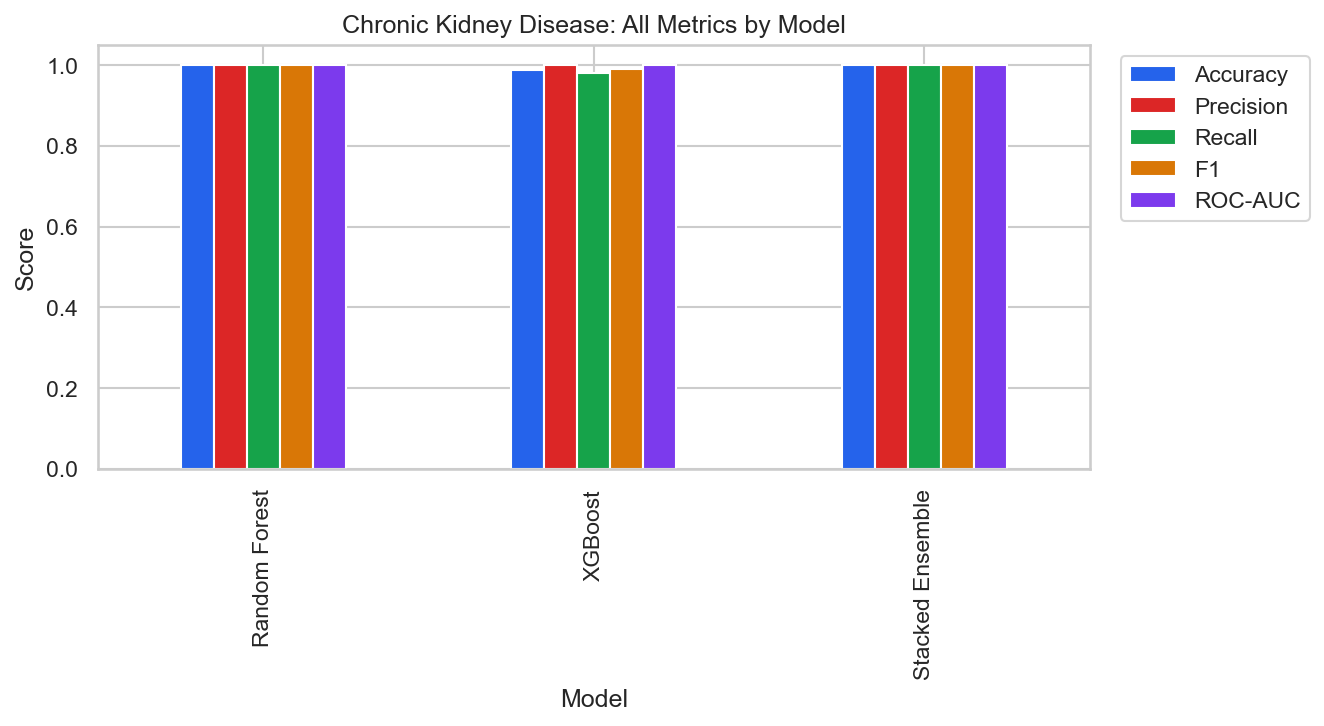 Chronic Kidney Disease: All Metrics by Model
1.0
0.8
0.6
0.4
0.2
0.0
Score
Random Forest
XGBoost
Stacked Ensemble
Model
Accuracy
Precision
Recall
F1
ROC-AUC